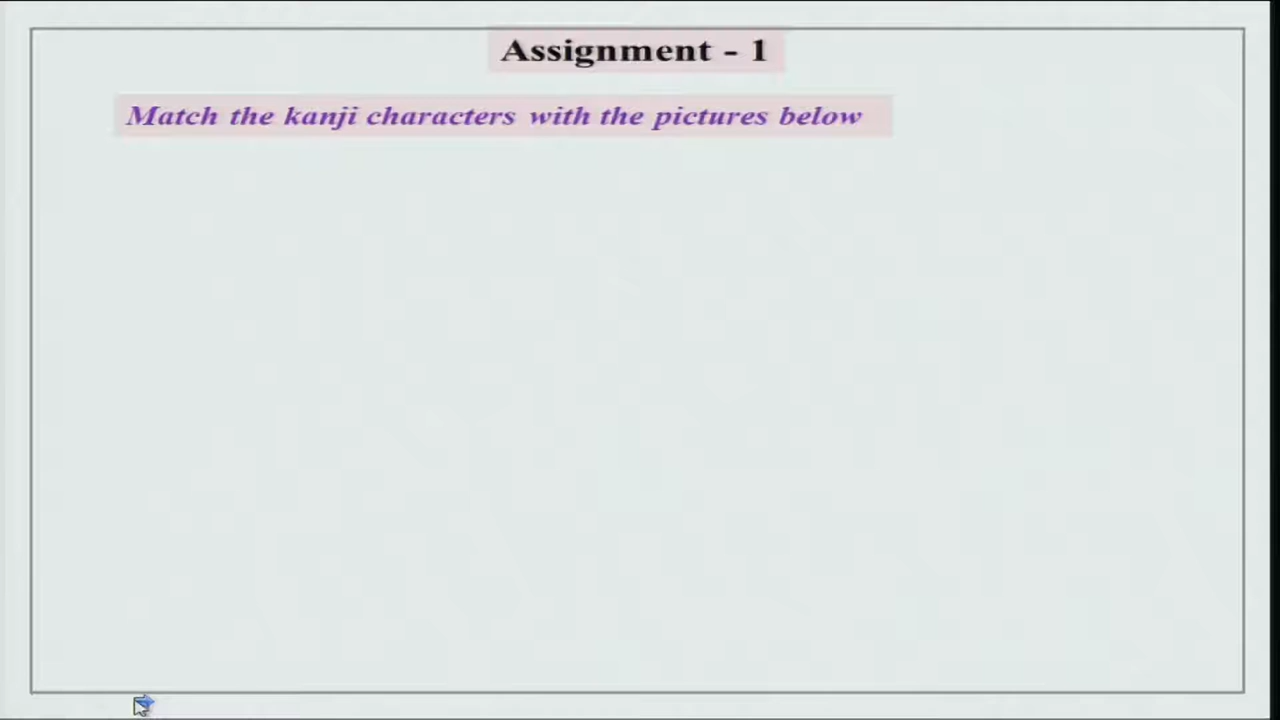 Assignment - 1
Match the kanji characters with the pictures below